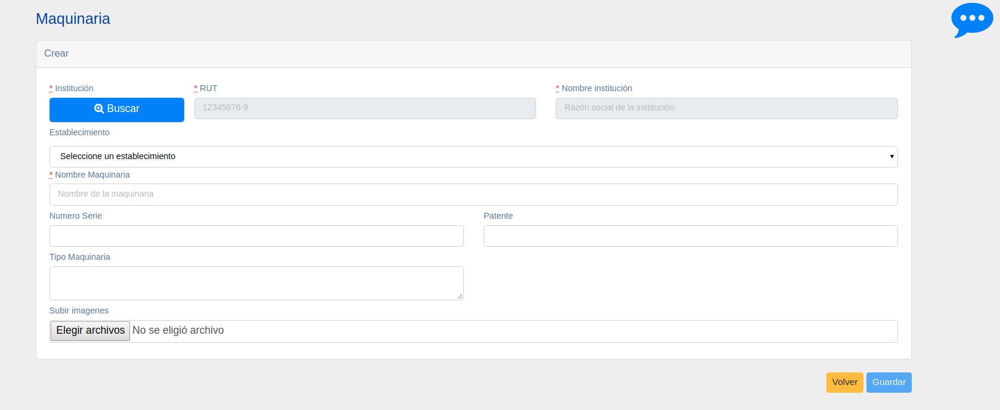 Maquinaria
Crear
* Institución
* RUT
* Nombre institución
Buscar
12345678-9
Razón social de la institución
Establecimiento
Seleccione un establecimiento
* Nombre Maquinaria
Nombre de la maquinaria
Numero Serie
Patente
Tipo Maquinaria
Subir imagenes
Elegir archivos No se eligió archivo
Volver
Guardar